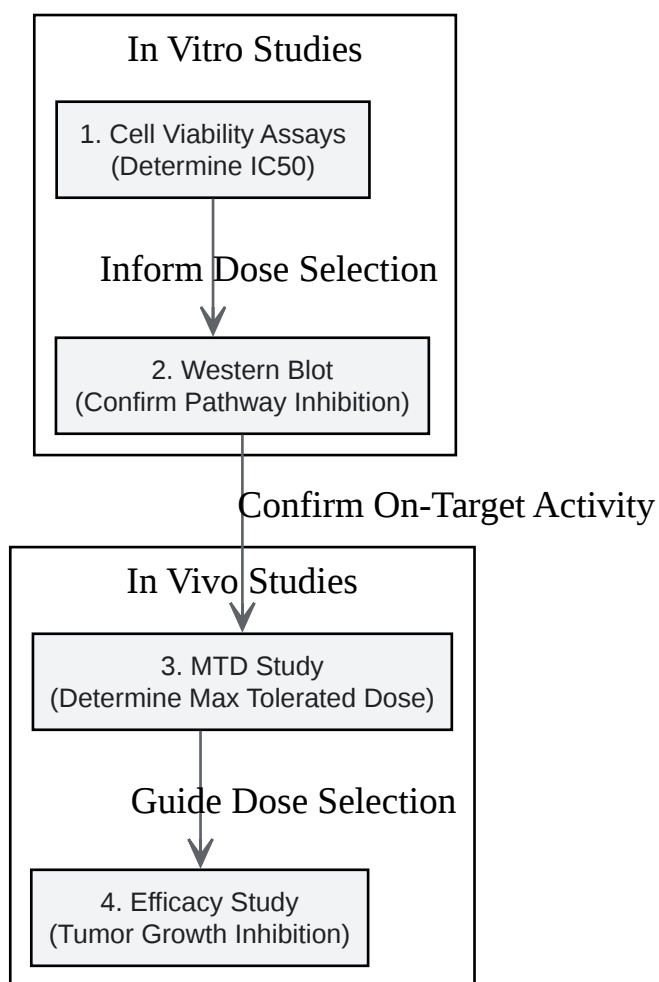 In Vitro Studies
1. Cell Viability Assays
(Determine IC50)
Inform Dose Selection
2. Western Blot
(Confirm Pathway Inhibition)
Confirm On-Target Activity
In Vivo Studies
3. MTD Study
(Determine Max Tolerated Dose)
Guide Dose Selection
4. Efficacy Study
(Tumor Growth Inhibition)